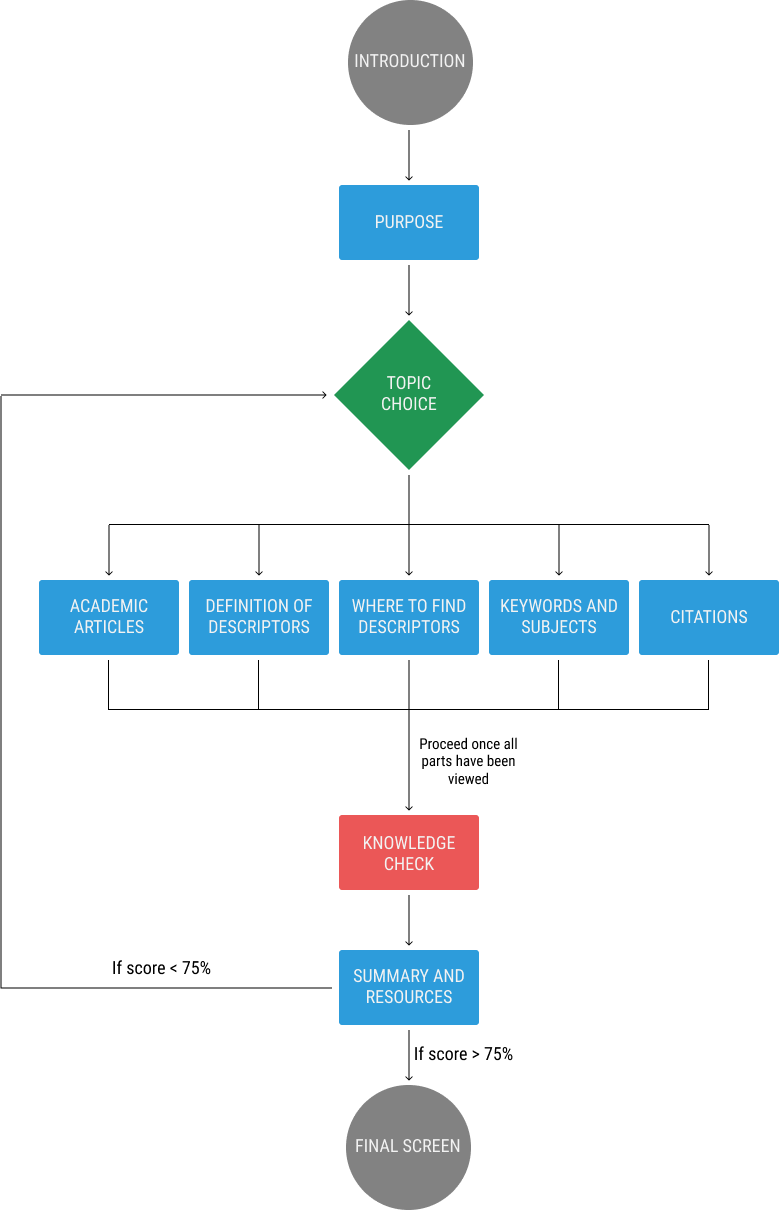 INTRODUCTION
PURPOSE
TOPIC
CHOICE
ACADEMIC
ARTICLES
DEFINITION OF
DESCRIPTORS
WHERE TO FIND
DESCRIPTORS
KEYWORDS AND
SUBJECTS
CITATIONS
Proceed once all
parts have been
viewed
KNOWLEDGE
CHECK
If score < 75%
SUMMARY AND
RESOURCES
If score > 75%
FINAL SCREEN